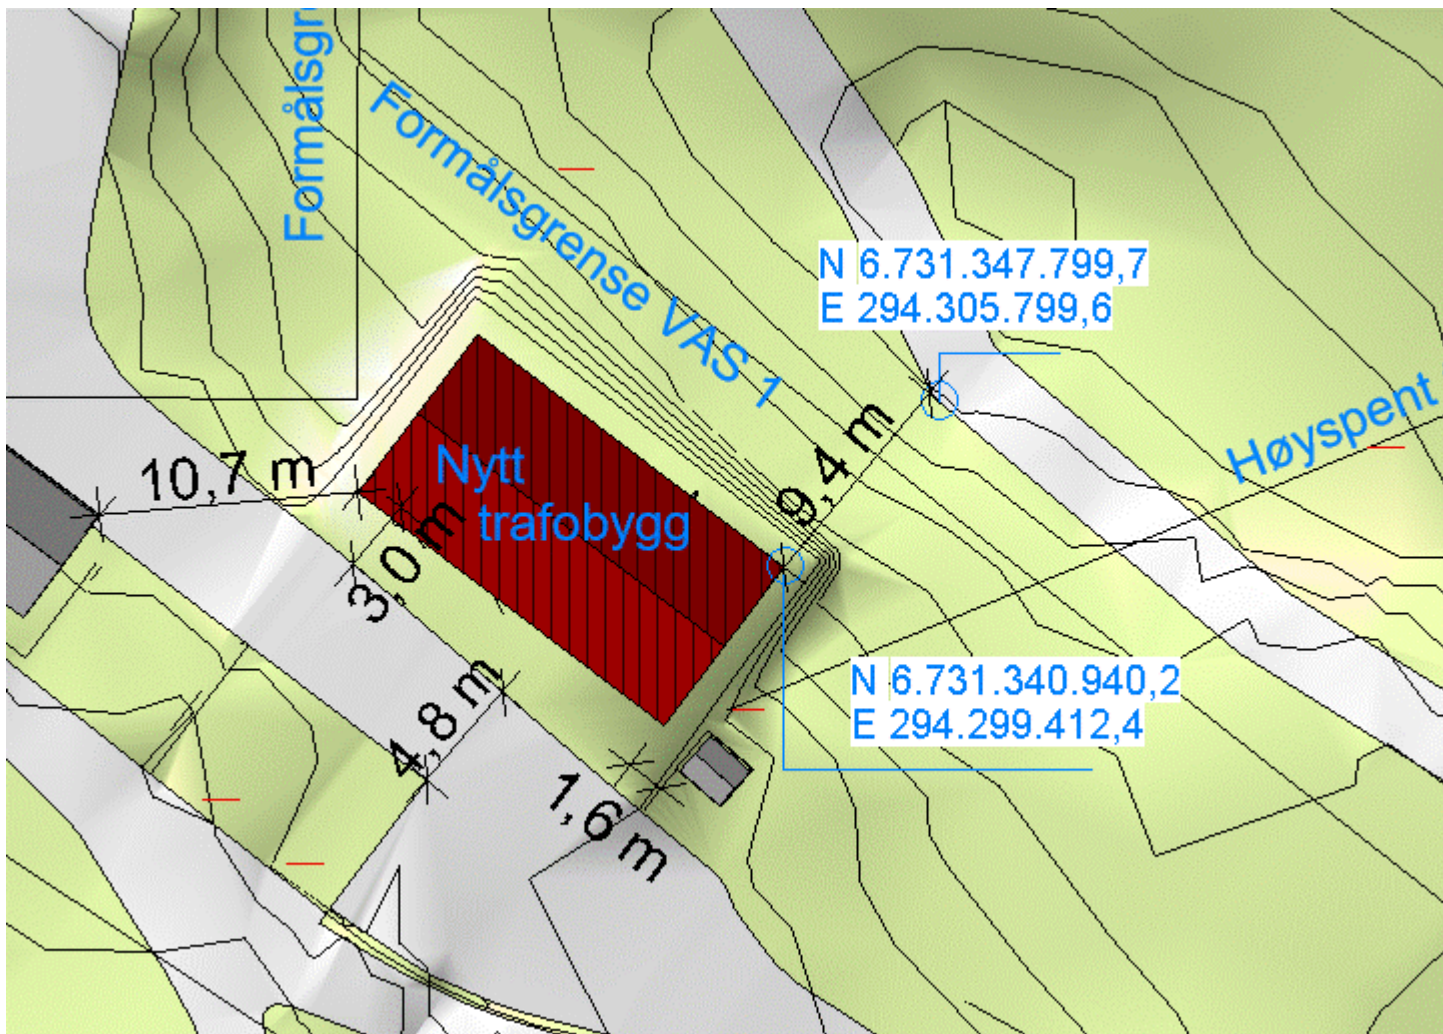 Formålsgr
Formålsgrense VAS 1
N 6.731.347.799,7
E 294.305.799,6
Høyspent
9,4 m
10,7 m
Nytt
trafobygg
3,0 m
4,8 m
N 6.731.340.940,2
E 294.299.412,4
1,6 m